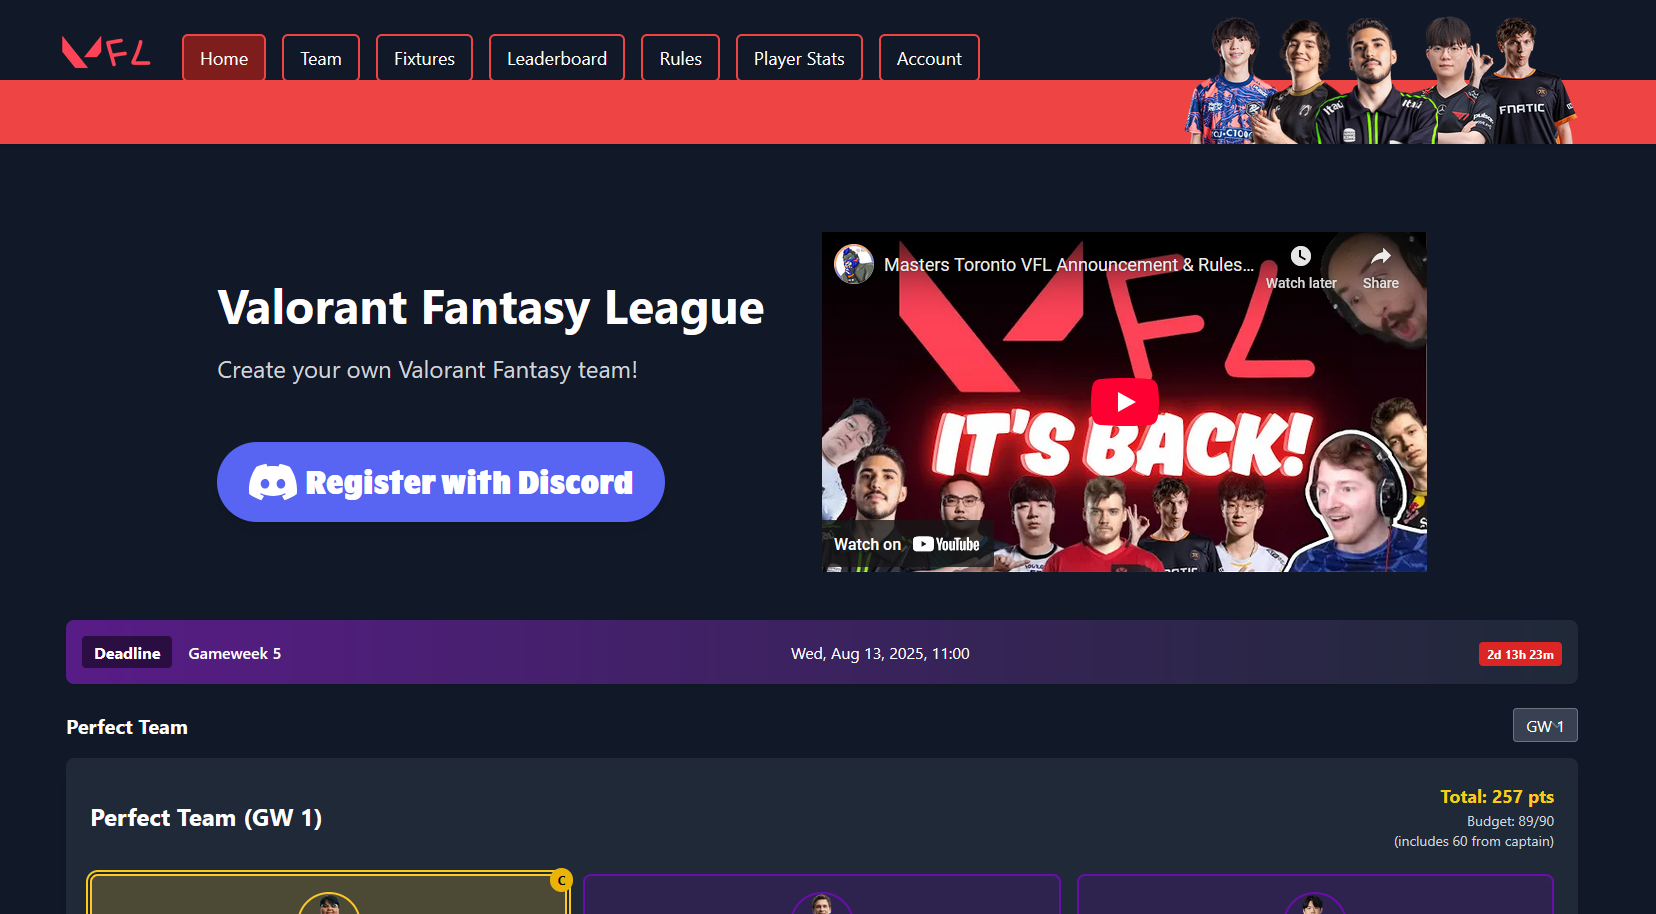 VFL
Home
Team
Fixtures
Leaderboard
Rules
Player Stats
Account
FNATIC
Valorant Fantasy League
Create your own Valorant Fantasy team!
Register with Discord
Masters Toronto VFL Announcement & Rules...
Watch later
Share
VFL
IT'S BACK!
Watch on YouTube
Deadline
Gameweek 5
Wed, Aug 13, 2025, 11:00
2d 13h 23m
Perfect Team
GW 1
Perfect Team (GW 1)
Total: 257 pts
Budget: 89/90
(includes 60 from captain)
C